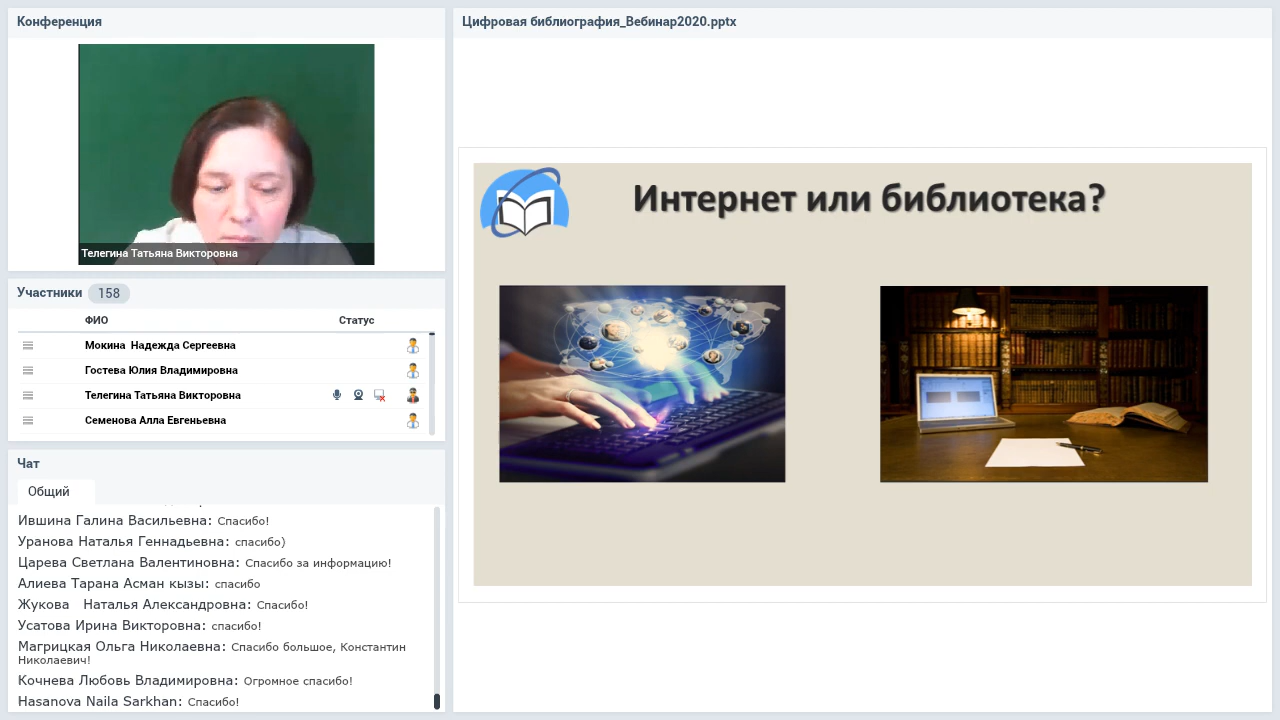 Конференция
Телегина Татьяна Викторовна
Участники 158
ФИО Статус
Мокина Надежда Сергеевна
Гостева Юлия Владимировна
Телегина Татьяна Викторовна
Семенова Алла Евгеньевна
Чат
Общий
Ившина Галина Васильевна: Спасибо!
Уранова Наталья Геннадьевна: спасибо)
Царева Светлана Валентиновна: Спасибо за информацию!
Алиева Тарана Асман кызы: спасибо
Жукова Наталья Александровна: Спасибо!
Усатова Ирина Викторовна: спасибо!
Магрицкая Ольга Николаевна: Спасибо большое, Константин
Николаевич!
Кочнева Любовь Владимировна: Огромное спасибо!
Hasanova Naila Sarkhan: Спасибо!
Цифровая библиография_Вебинар2020.pptx
Интернет или библиотека?